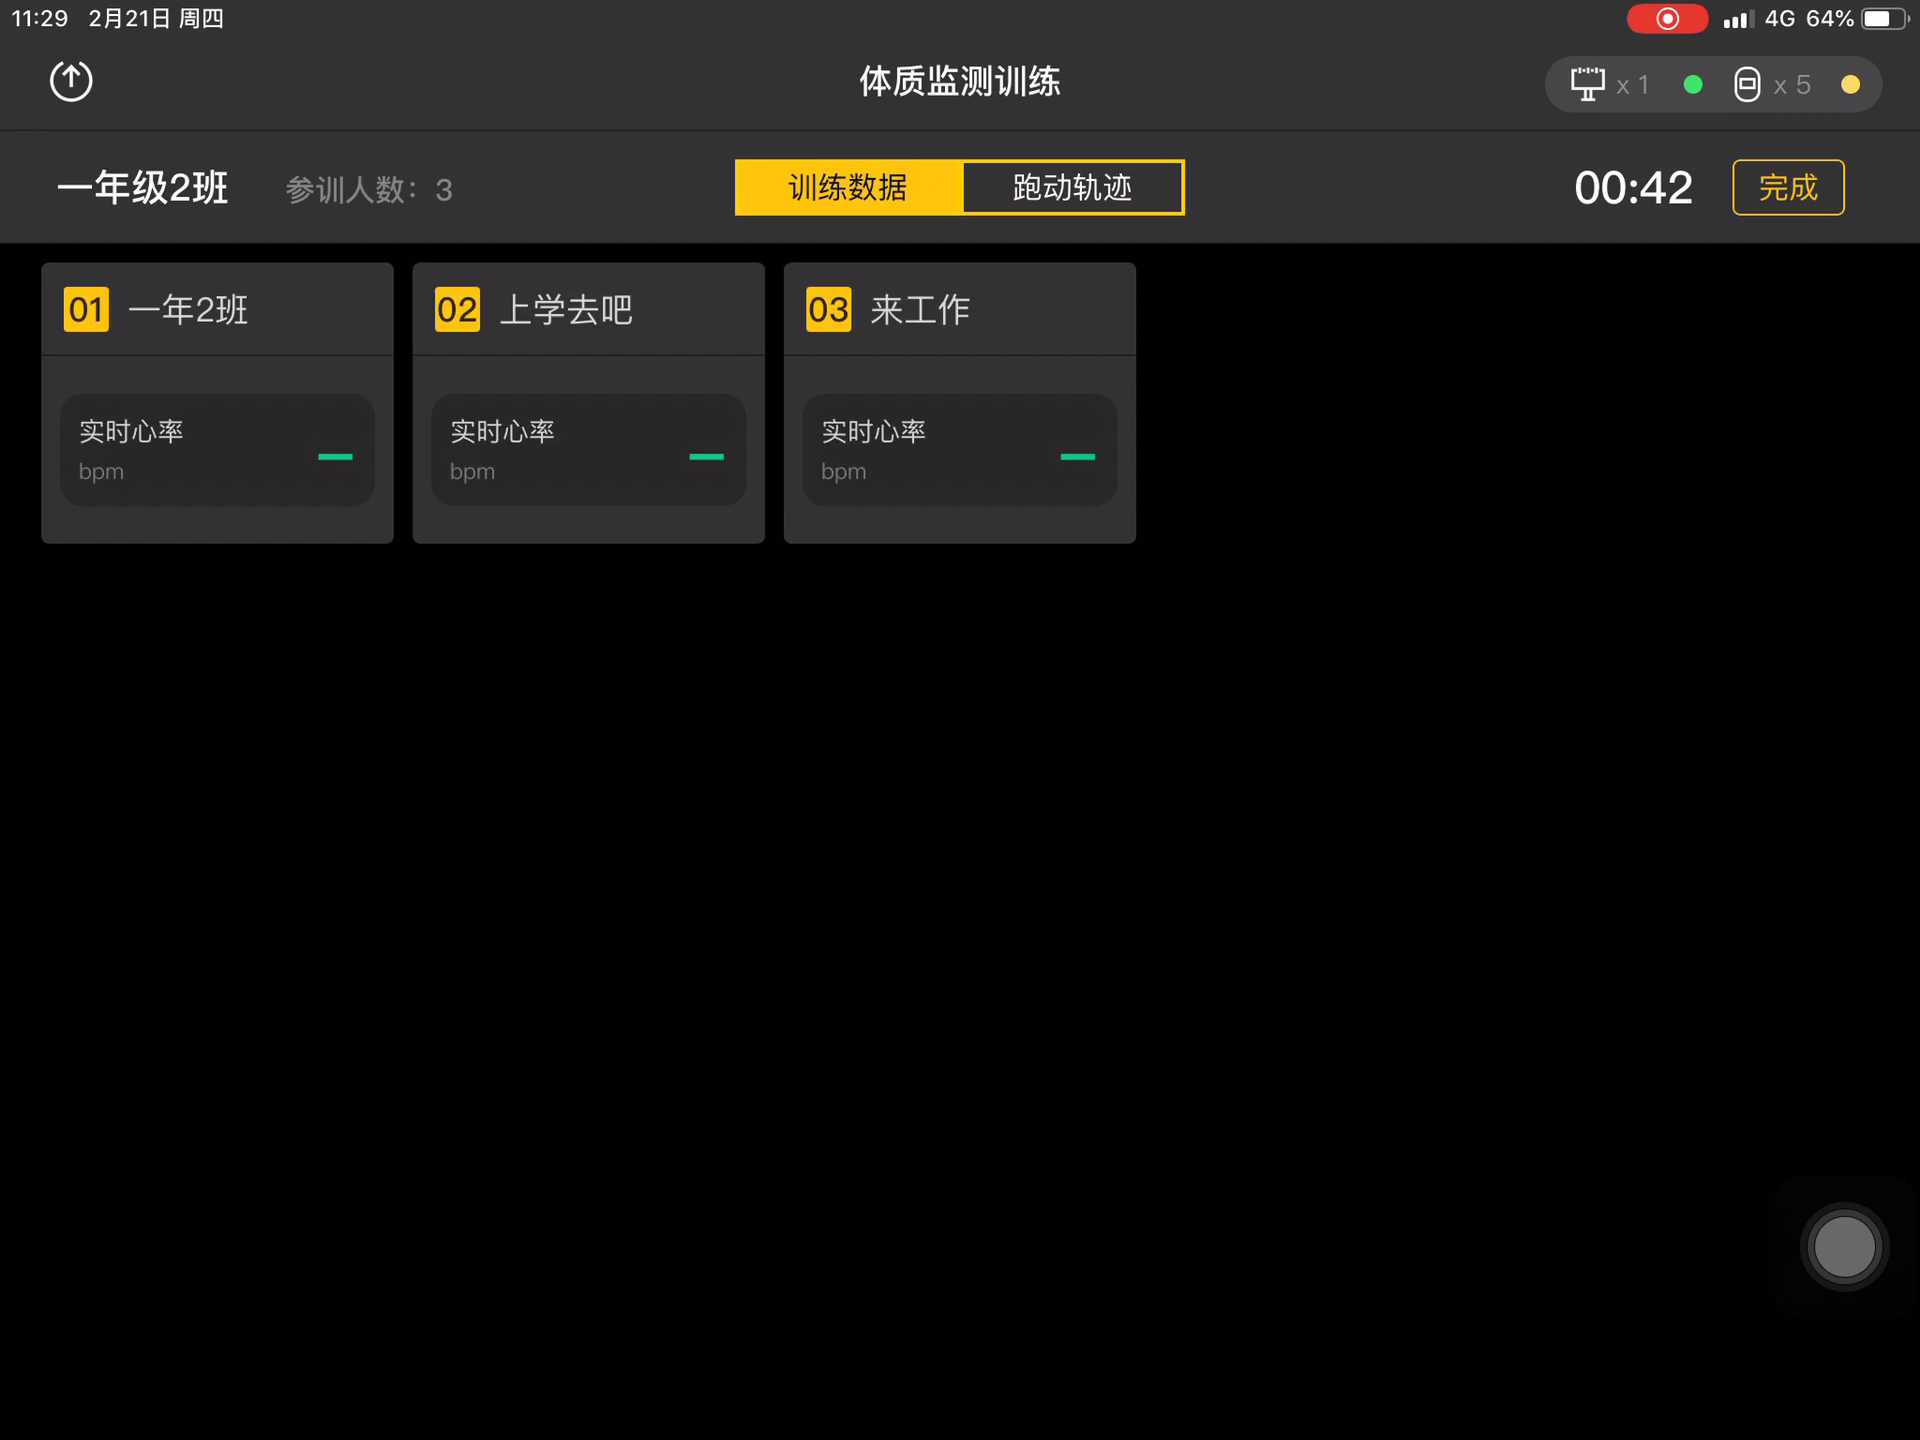 11:29 2月21日 周四
4G 64%
体质监测训练
x 1
x 5
一年级2班
参训人数：3
训练数据
跑动轨迹
00:42
完成
01 一年2班
实时心率
bpm
02 上学去吧
实时心率
bpm
03 来工作
实时心率
bpm